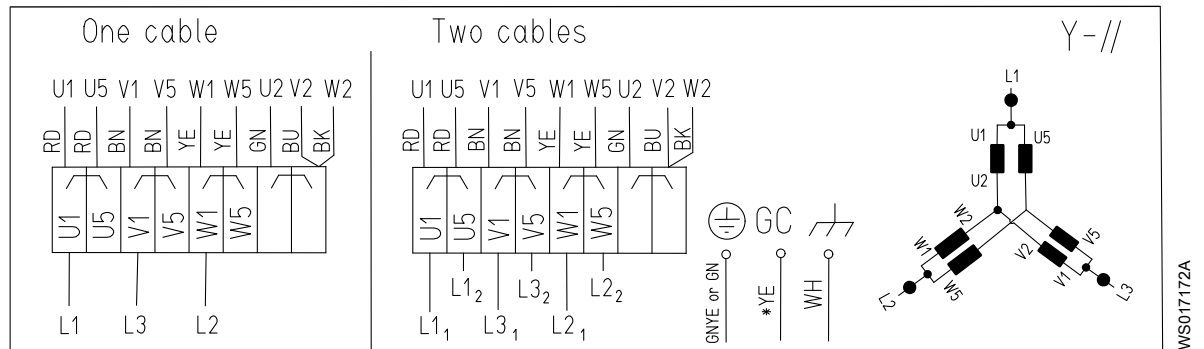 One cable
Two cables
Y-//
U1 U5 V1 V5 W1 W5 U2 V2 W2
RD RD BN BN YE YE GN BU BK
U1 U5 V1 V5 W1 W5
L1 L3 L2
U1 U5 V1 V5 W1 W5 U2 V2 W2
RD RD BN BN YE YE GN BU BK
U1 U5 V1 V5 W1 W5
L1₂ L3₂ L2₂
L1₁ L3₁ L2₁
GC
GNYE or GN
*YE
WH
L1
U1 U5
U2
W2
W1
W5
L2
V5
V2
V1
L3
WS017172A